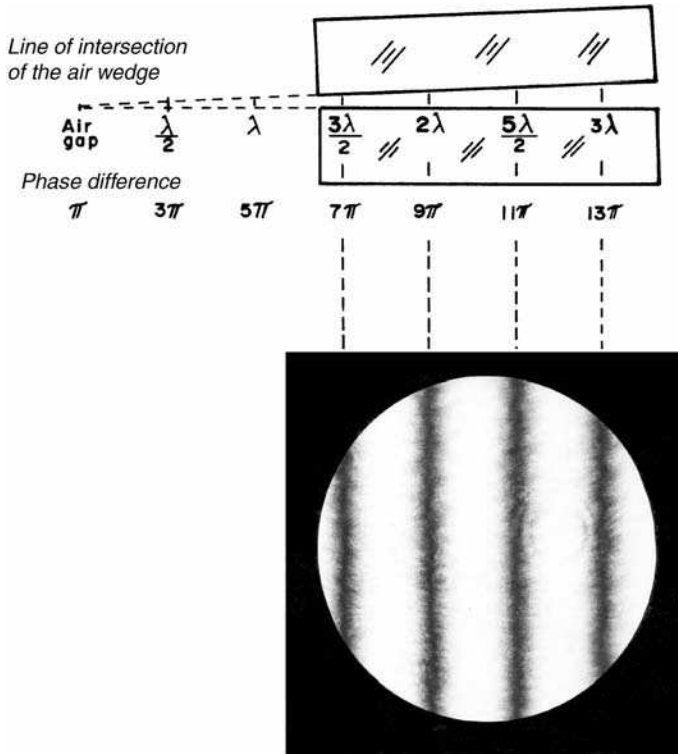 Line of intersection
of the air wedge
Air
gap
λ
2
λ
3λ
2
2λ
5λ
2
3λ
Phase difference
π 3π 5π 7π 9π 11π 13π